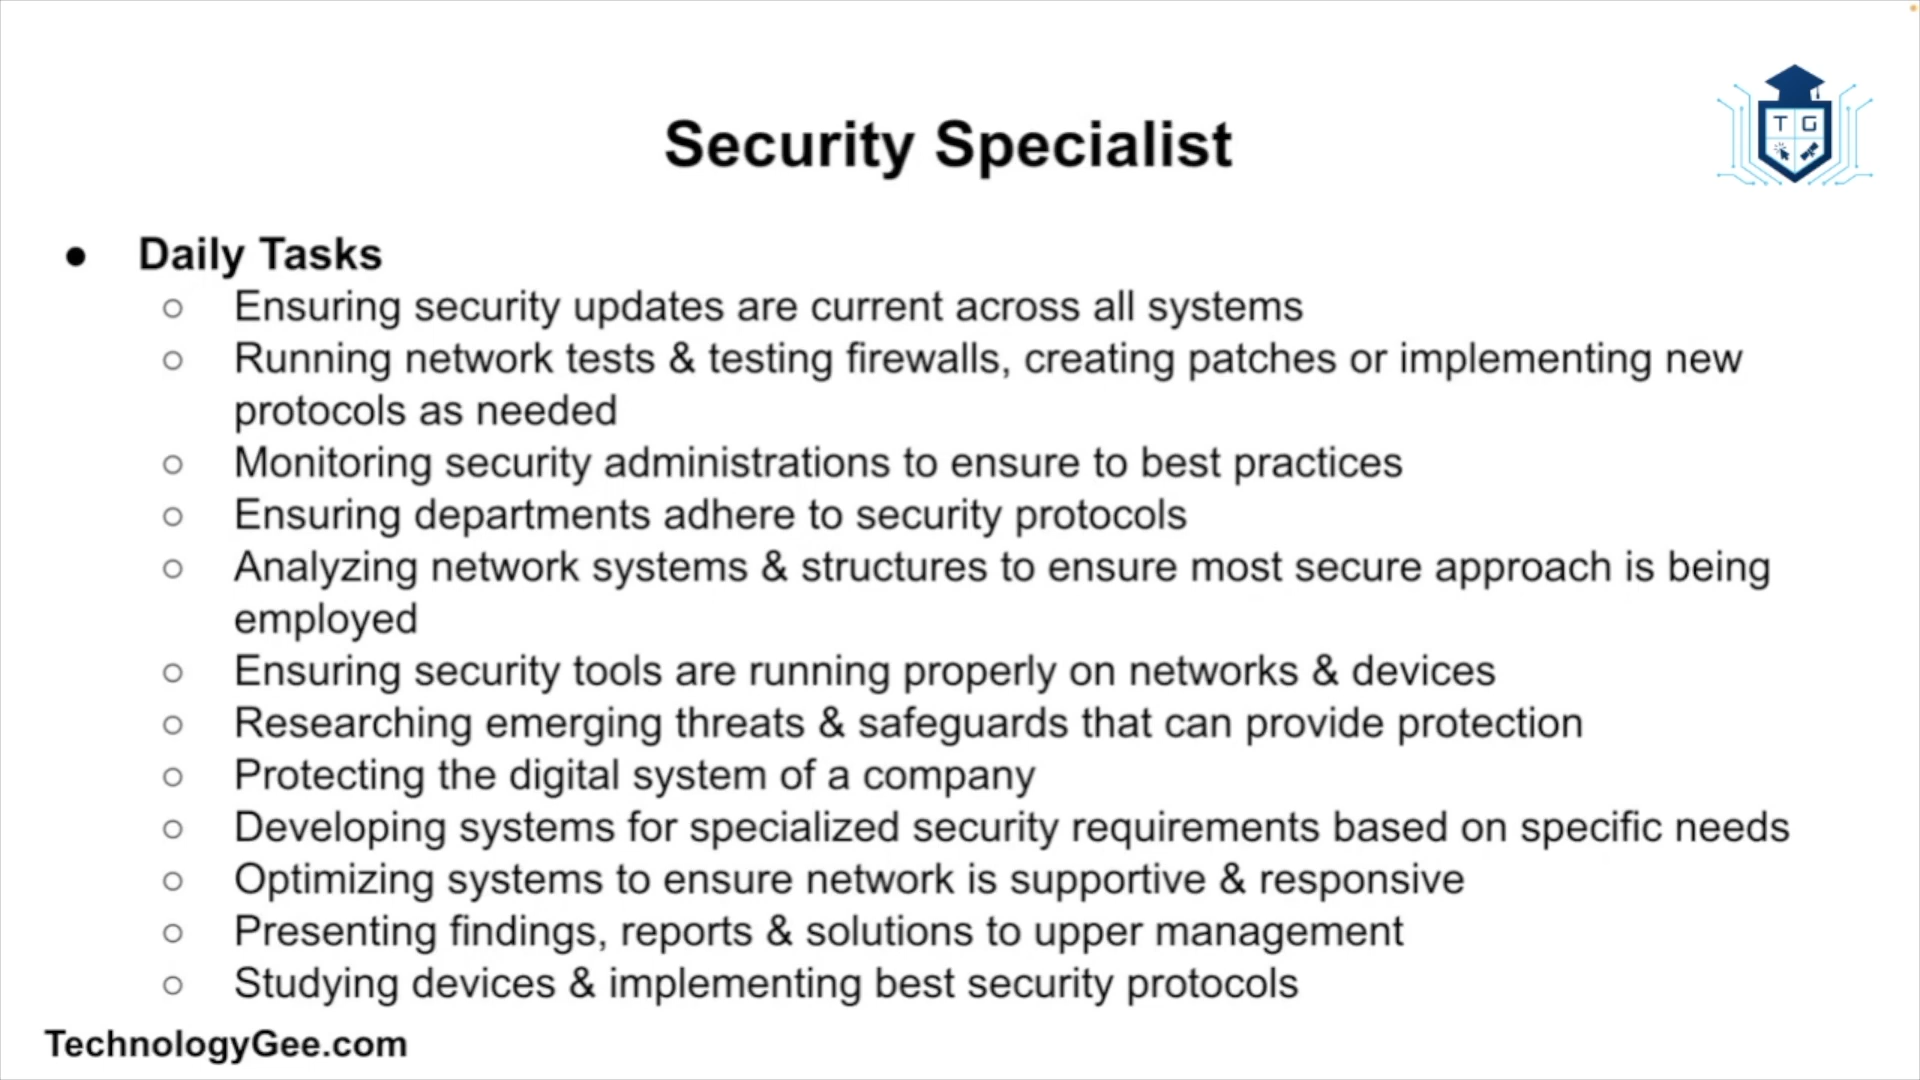 Security Specialist
T G
● Daily Tasks
○ Ensuring security updates are current across all systems
○ Running network tests & testing firewalls, creating patches or implementing new
protocols as needed
○ Monitoring security administrations to ensure to best practices
○ Ensuring departments adhere to security protocols
○ Analyzing network systems & structures to ensure most secure approach is being
employed
○ Ensuring security tools are running properly on networks & devices
○ Researching emerging threats & safeguards that can provide protection
○ Protecting the digital system of a company
○ Developing systems for specialized security requirements based on specific needs
○ Optimizing systems to ensure network is supportive & responsive
○ Presenting findings, reports & solutions to upper management
○ Studying devices & implementing best security protocols
TechnologyGee.com